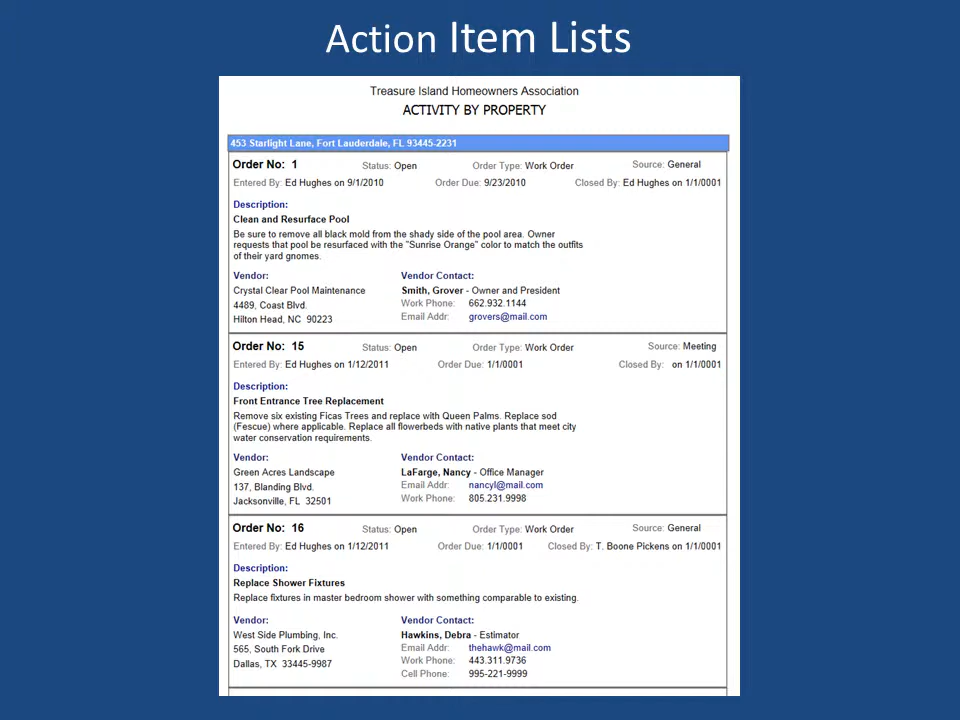 Action Item Lists
Treasure Island Homeowners Association
ACTIVITY BY PROPERTY
453 Starlight Lane, Fort Lauderdale, FL 93445-2231
Order No: 1 Status: Open Order Type: Work Order Source: General
Entered By: Ed Hughes on 9/1/2010 Order Due: 9/23/2010 Closed By: Ed Hughes on 1/1/0001
Description:
Clean and Resurface Pool
Be sure to remove all black mold from the shady side of the pool area. Owner
requests that pool be resurfaced with the "Sunrise Orange" color to match the outfits
of their yard gnomes.
Vendor: Vendor Contact:
Crystal Clear Pool Maintenance Smith, Grover - Owner and President
4489, Coast Blvd. Work Phone: 662.932.1144
Hilton Head, NC 90223 Email Addr: grovers@mail.com
Order No: 15 Status: Open Order Type: Work Order Source: Meeting
Entered By: Ed Hughes on 1/12/2011 Order Due: 1/1/0001 Closed By: on 1/1/0001
Description:
Front Entrance Tree Replacement
Remove six existing Ficas Trees and replace with Queen Palms. Replace sod
(Fescue) where applicable. Replace all flowerbeds with native plants that meet city
water conservation requirements.
Vendor: Vendor Contact:
Green Acres Landscape LaFarge, Nancy - Office Manager
137, Blanding Blvd. Email Addr: nancyl@mail.com
Jacksonville, FL 32501 Work Phone: 805.231.9998
Order No: 16 Status: Open Order Type: Work Order Source: General
Entered By: Ed Hughes on 1/12/2011 Order Due: 1/1/0001 Closed By: T. Boone Pickens on 1/1/0001
Description:
Replace Shower Fixtures
Replace fixtures in master bedroom shower with something comparable to existing.
Vendor: Vendor Contact:
West Side Plumbing, Inc. Hawkins, Debra - Estimator
565, South Fork Drive Email Addr: thehawk@mail.com
Dallas, TX 33445-9987 Work Phone: 443.311.9736
Cell Phone: 995-221-9999